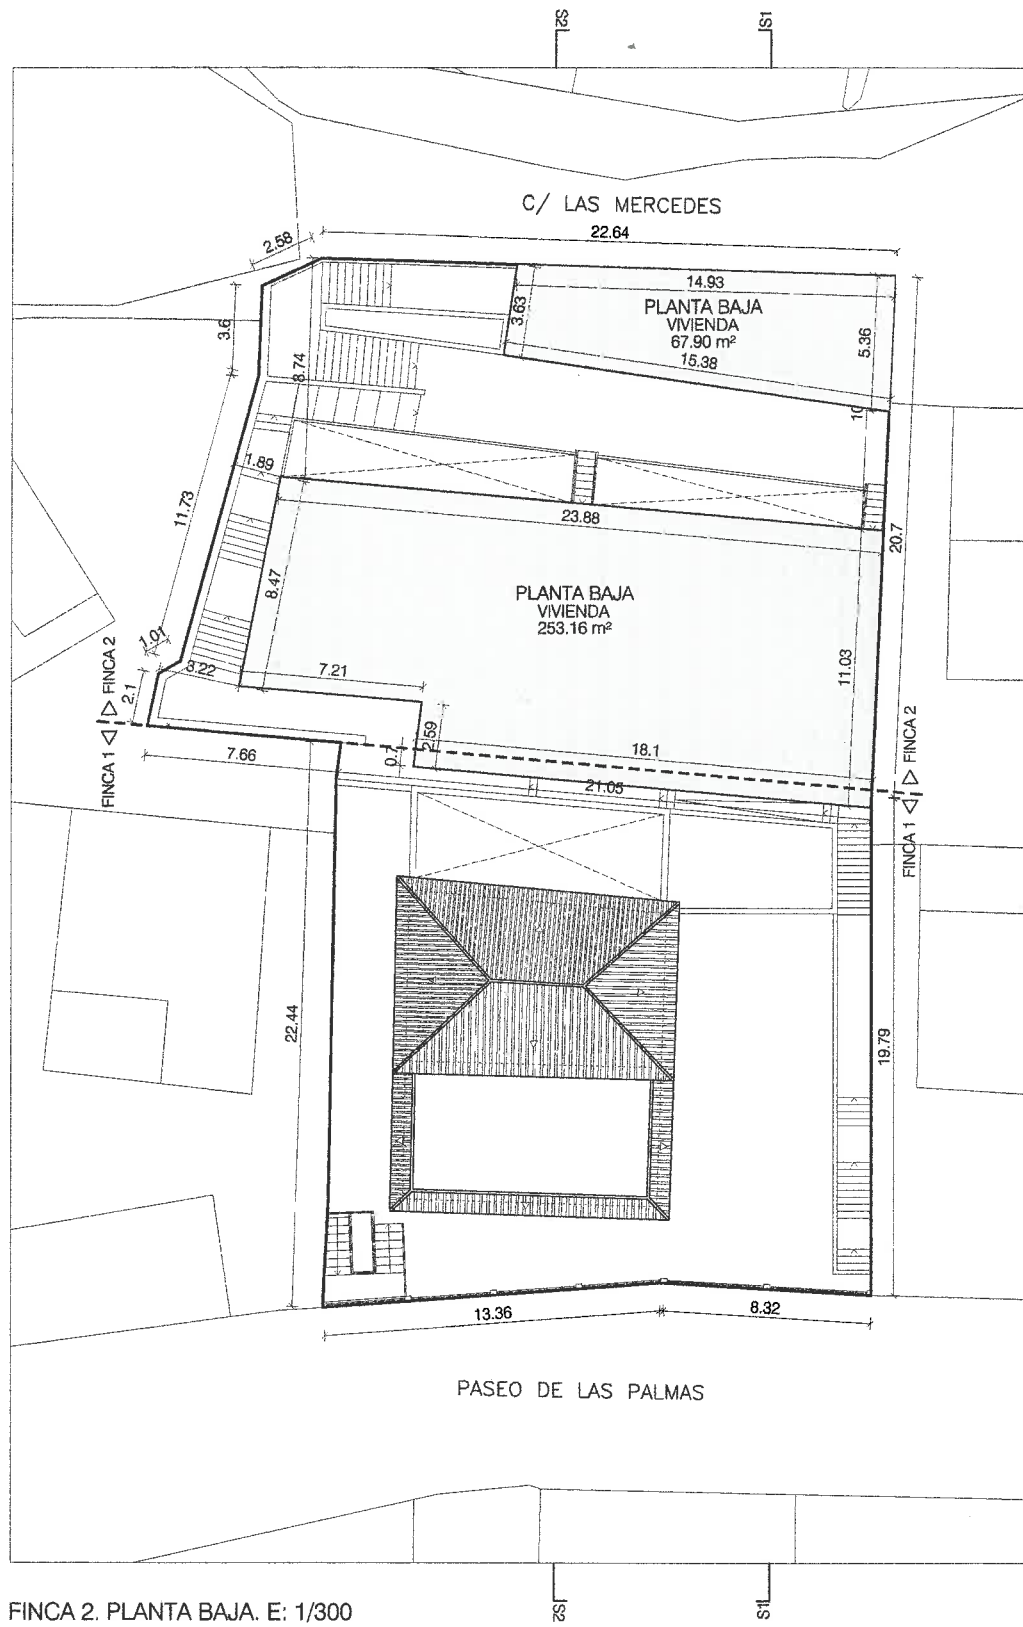 S2
S1
C/ LAS MERCEDES
22.64
2.58
14.93
PLANTA BAJA
VIVIENDA
67.90 m²
3.63
5.36
3.6
15.38
8.74
10
1.89
11.73
23.88
20.7
8.47
PLANTA BAJA
VIVIENDA
253.16 m²
1.01
3.22
7.21
11.03
2.1
FINCA 1 FINCA 2
2.59
18.1
7.66
0.7
21.05
FINCA 1 FINCA 2
22.44
19.79
13.36
8.32
PASEO DE LAS PALMAS
S2
S1
FINCA 2. PLANTA BAJA. E: 1/300